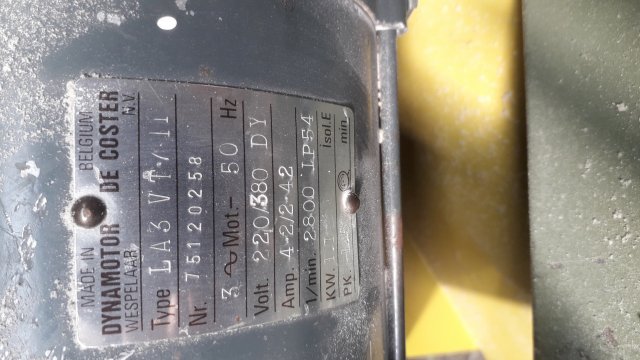 MADE IN BELGIUM
DYNAMOTOR DE COSTER
WESPELAAR N.V.
Type LA3 VT/11
Nr. 75120258
3 ~ Mot.- 50 Hz
Volt. 220/380 DY
Amp. 4-2/2-42
1/min. 2800 IP54
KW. Isol.E
PK. min.